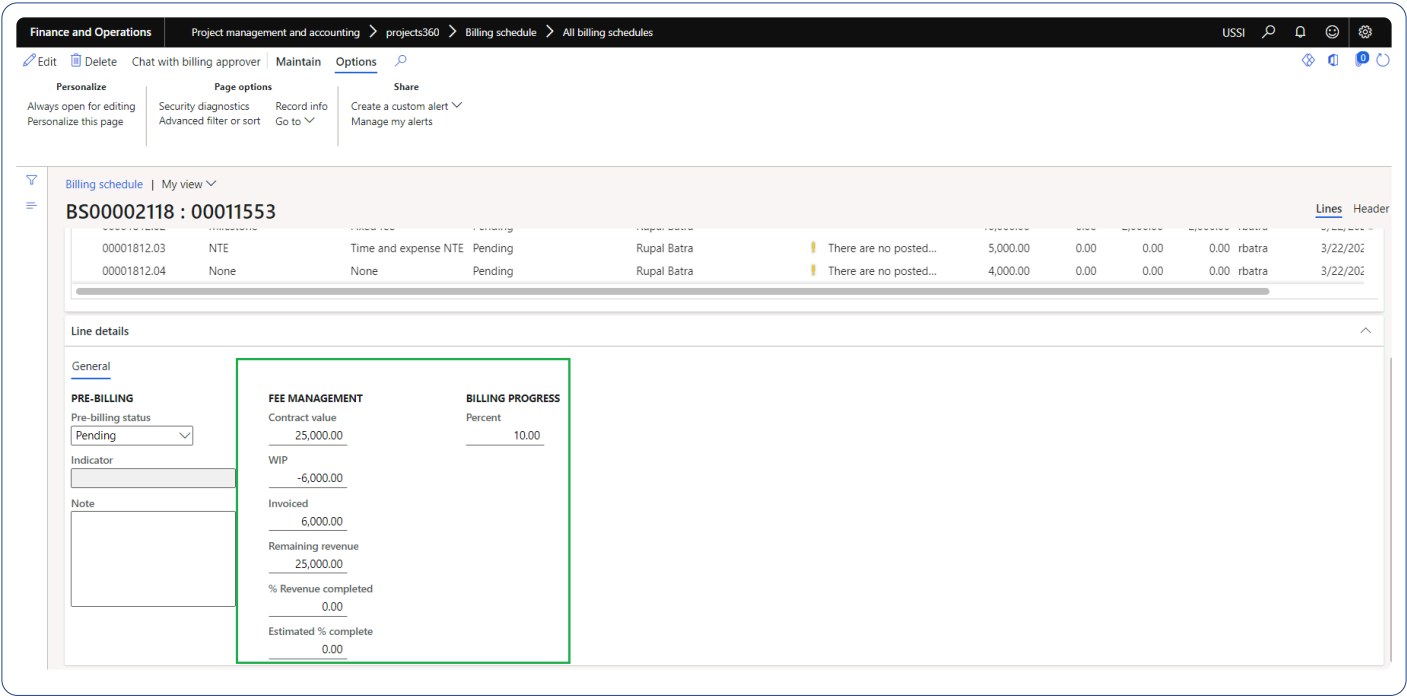 Finance and Operations Project management and accounting projects360 Billing schedule All billing schedules USSI
Edit Delete Chat with billing approver Maintain Options 0
Personalize Page options Share
Always open for editing Security diagnostics Record info Create a custom alert
Personalize this page Advanced filter or sort Go to Manage my alerts
Billing schedule | My view
BS00002118 : 00011553
Lines Header
00001812.03 NTE Time and expense NTE Pending Rupal Batra There are no posted... 5,000.00 0.00 0.00 0.00 rbatra 3/22/202
00001812.04 None None Pending Rupal Batra There are no posted... 4,000.00 0.00 0.00 0.00 rbatra 3/22/202
Line details
General
PRE-BILLING FEE MANAGEMENT BILLING PROGRESS
Pre-billing status Contract value Percent
Pending 25,000.00 10.00
Indicator WIP
-6,000.00
Note Invoiced
6,000.00
Remaining revenue
25,000.00
% Revenue completed
0.00
Estimated % complete
0.00